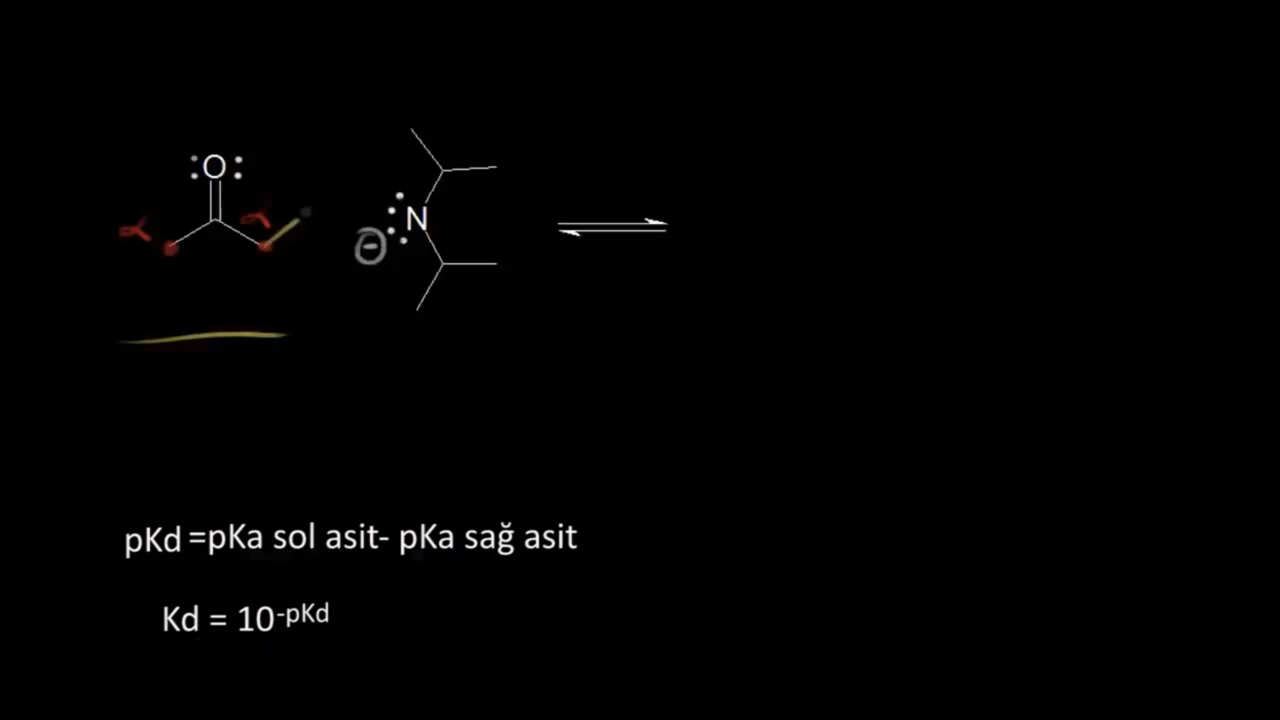 :O:
α α
N
⊖
pKd =pKa sol asit- pKa sağ asit
Kd = 10-pKd